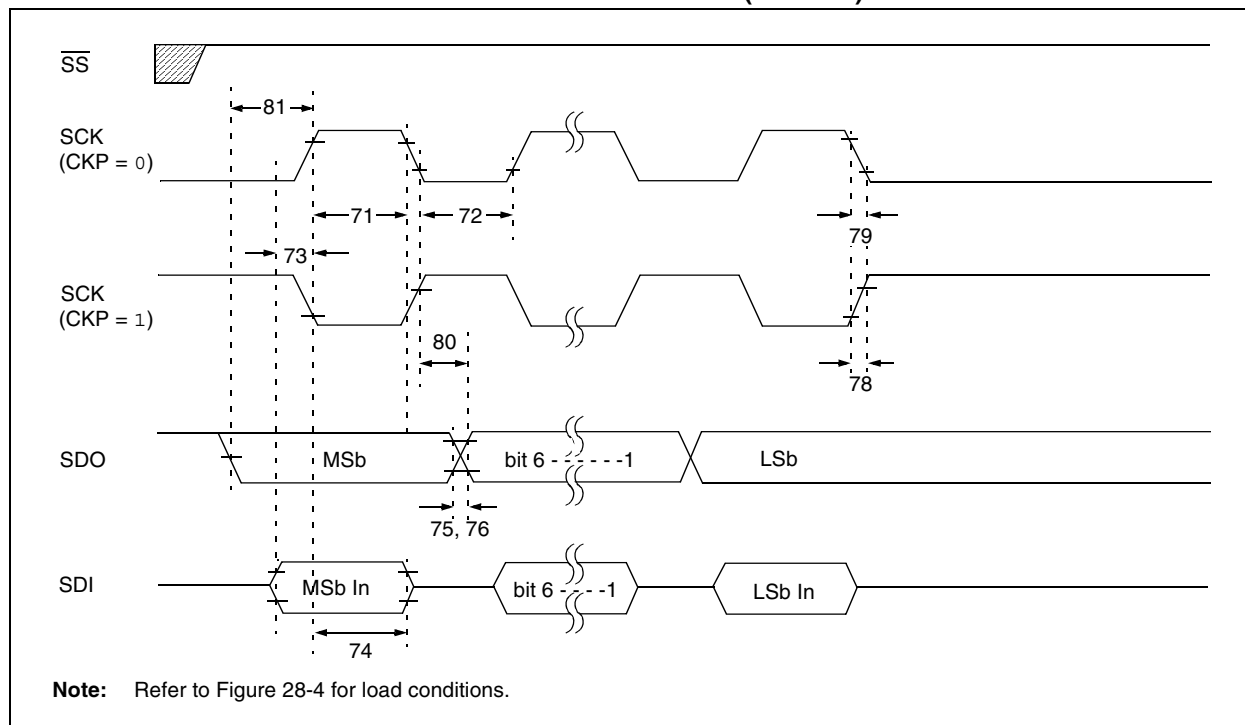 SS
81
SCK
(CKP = 0)
71
72
79
73
SCK
(CKP = 1)
80
78
SDO
MSb
bit 6 - - - - - -1
LSb
75, 76
SDI
MSb In
bit 6 - - - - -1
LSb In
74
Note: Refer to Figure 28-4 for load conditions.